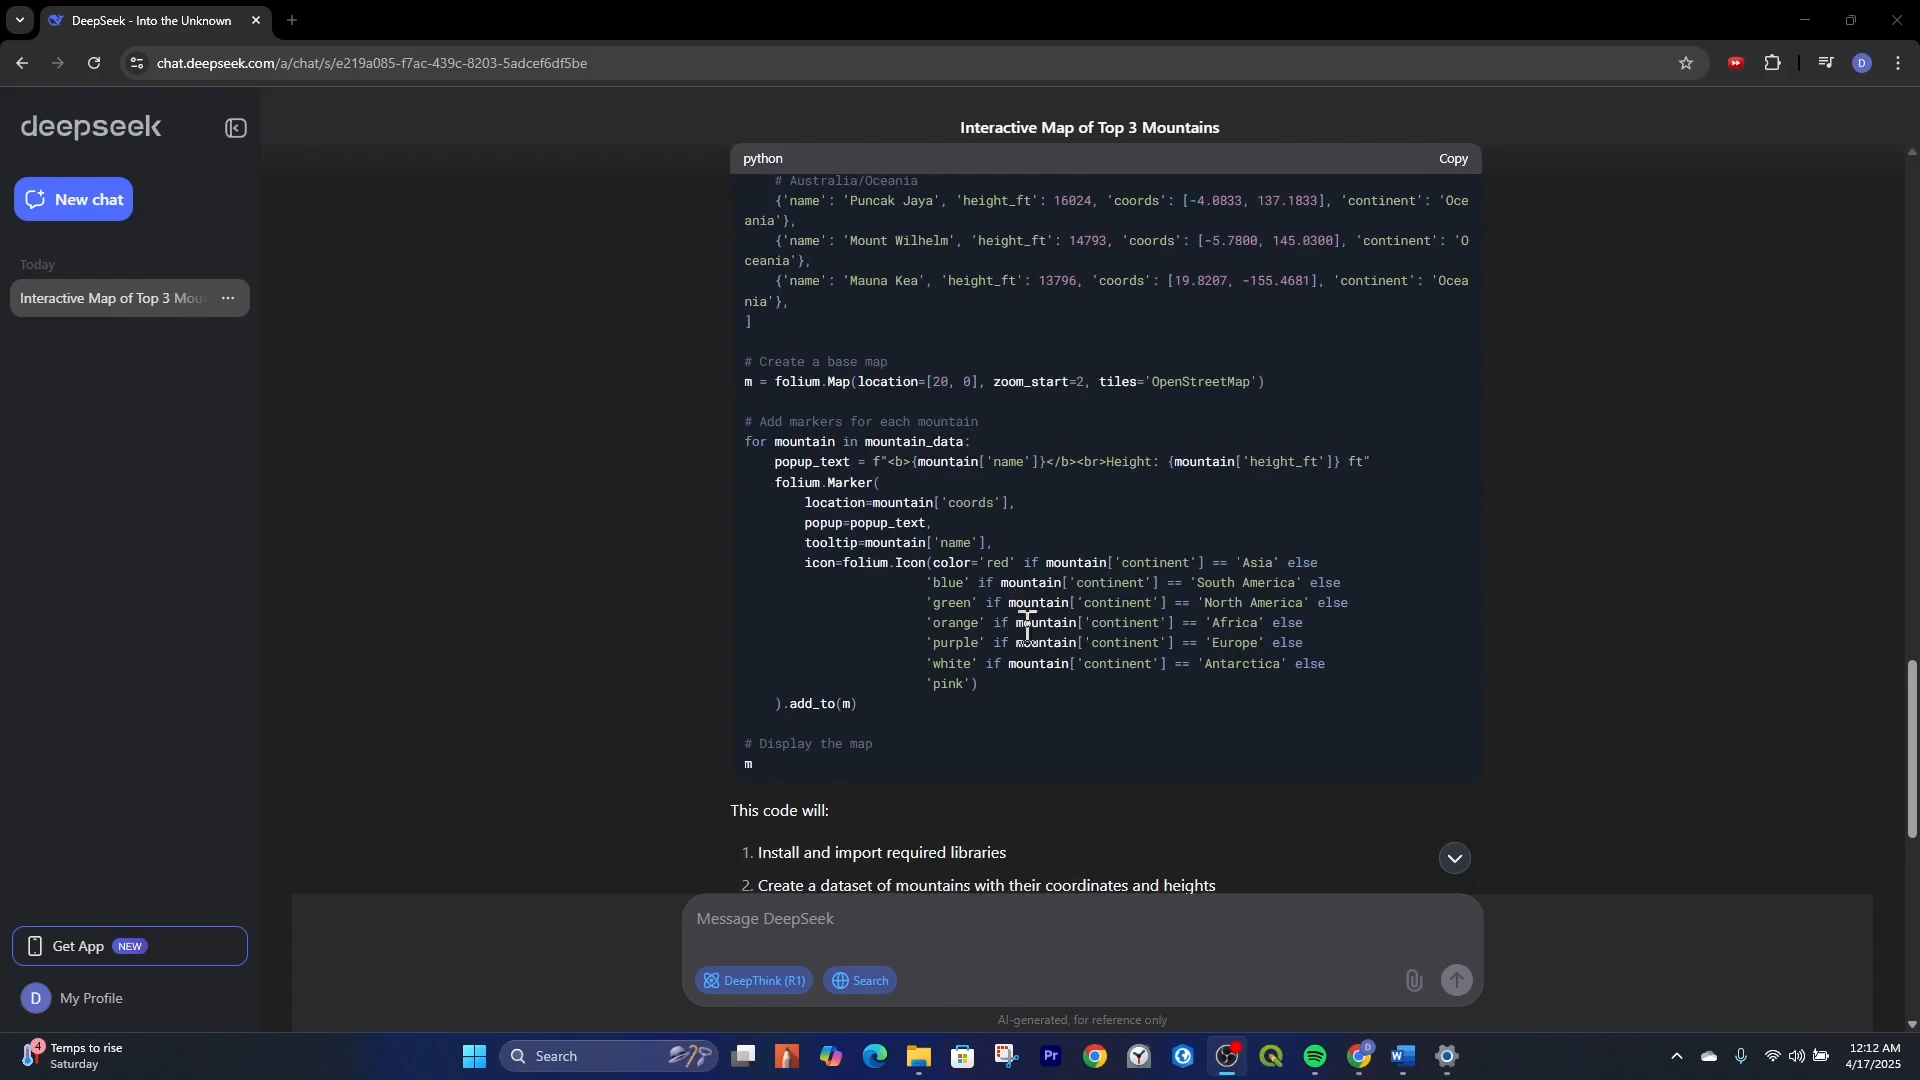 DeepSeek - Into the Unknown
chat.deepseek.com/a/chat/s/e219a085-f7ac-439c-8203-5adcef6df5be
D
deepseek
New chat
Today
Interactive Map of Top 3 Mou
Interactive Map of Top 3 Mountains
python
Copy
# Australia/Oceania
{'name': 'Puncak Jaya', 'height_ft': 16024, 'coords': [-4.0833, 137.1833], 'continent': 'Oce
ania'},
{'name': 'Mount Wilhelm', 'height_ft': 14793, 'coords': [-5.7800, 145.0300], 'continent': 'O
ceania'},
{'name': 'Mauna Kea', 'height_ft': 13796, 'coords': [19.8207, -155.4681], 'continent': 'Ocea
nia'},
]
# Create a base map
m = folium.Map(location=[20, 0], zoom_start=2, tiles='OpenStreetMap')
# Add markers for each mountain
for mountain in mountain_data:
popup_text = f"<b>{mountain['name']}</b><br>Height: {mountain['height_ft']} ft"
folium.Marker(
location=mountain['coords'],
popup=popup_text,
tooltip=mountain['name'],
icon=folium.Icon(color='red' if mountain['continent'] == 'Asia' else
'blue' if mountain['continent'] == 'South America' else
'green' if mountain['continent'] == 'North America' else
'orange' if mountain['continent'] == 'Africa' else
'purple' if mountain['continent'] == 'Europe' else
'white' if mountain['continent'] == 'Antarctica' else
'pink')
).add_to(m)
# Display the map
m
This code will:
1. Install and import required libraries
2. Create a dataset of mountains with their coordinates and heights
Message DeepSeek
DeepThink (R1)
Search
AI-generated, for reference only
Get App NEW
D
My Profile
4
Temps to rise
Saturday
Search
Pr
D
W
12:12 AM
4/17/2025